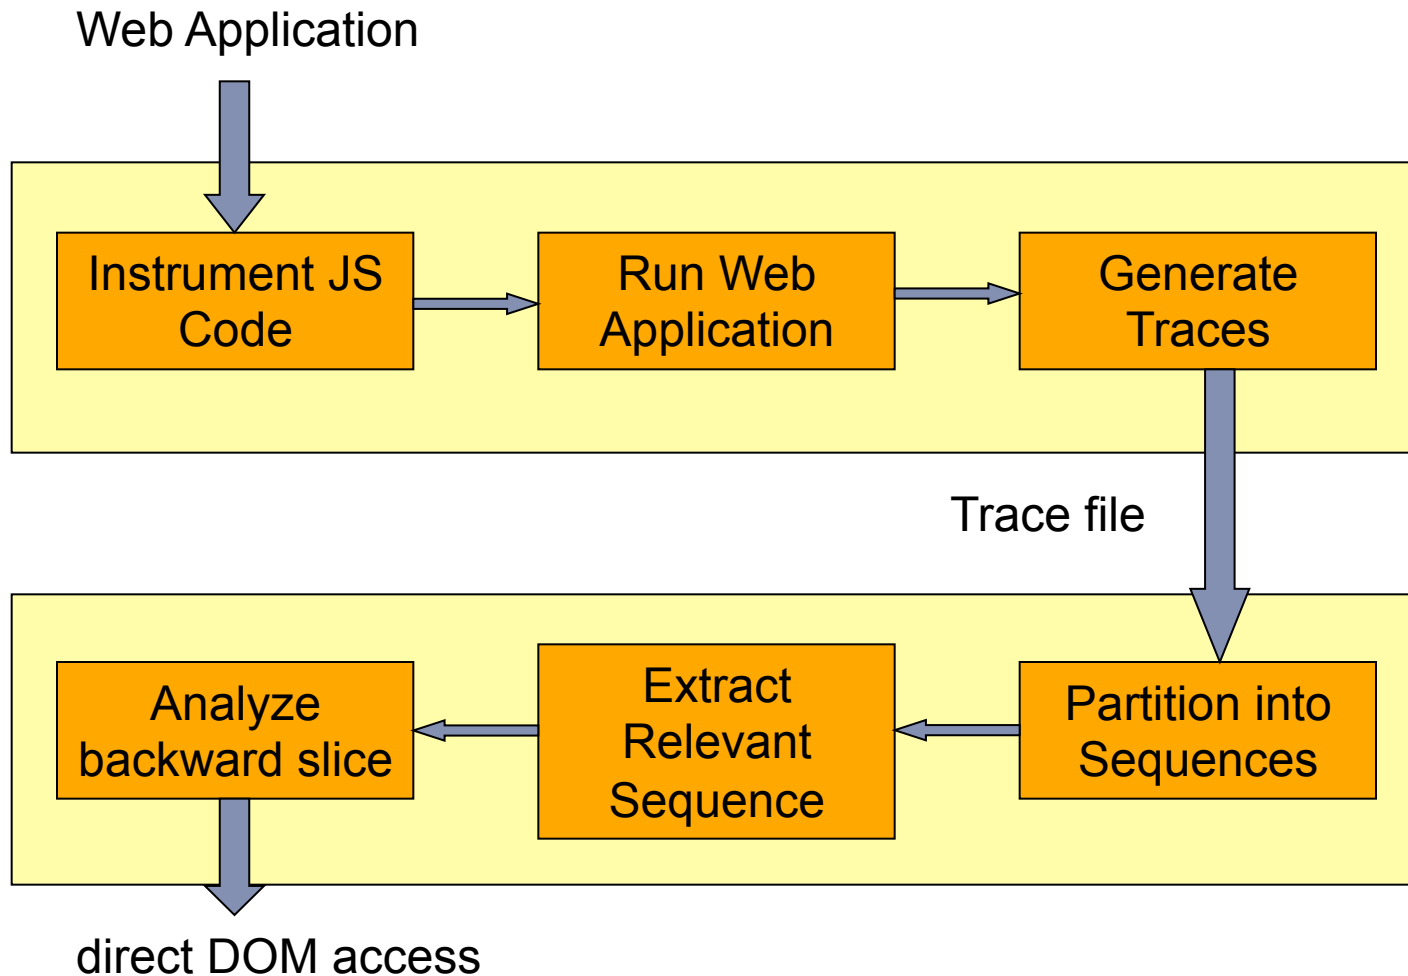 Web Application
Instrument JS
Code
Run Web
Application
Generate
Traces
Trace file
Analyze
backward slice
Extract
Relevant
Sequence
Partition into
Sequences
direct DOM access